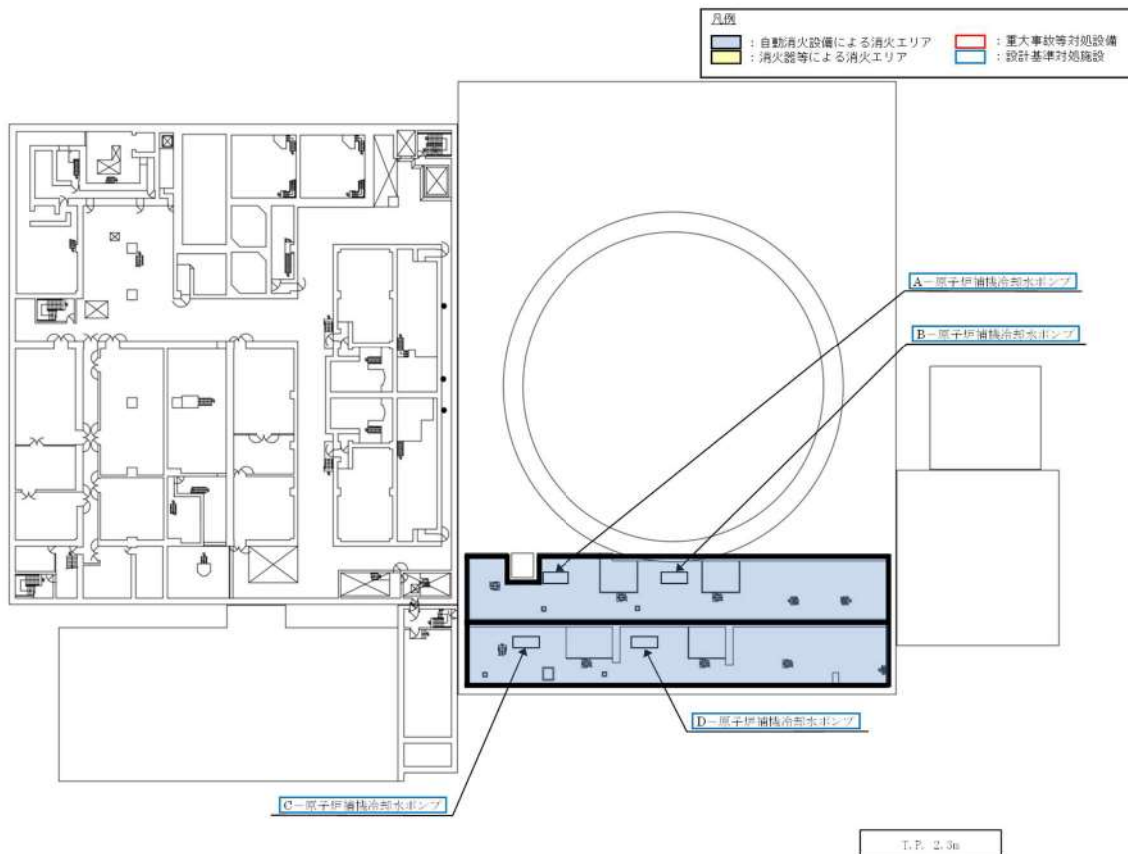 凡例
：自動消火設備による消火エリア
：重大事故等対処設備
：消火器等による消火エリア
：設計基準対処施設
A－原子炉補機冷却水ポンプ
B－原子炉補機冷却水ポンプ
D－原子炉補機冷却水ポンプ
C－原子炉補機冷却水ポンプ
T.P. 2.3m